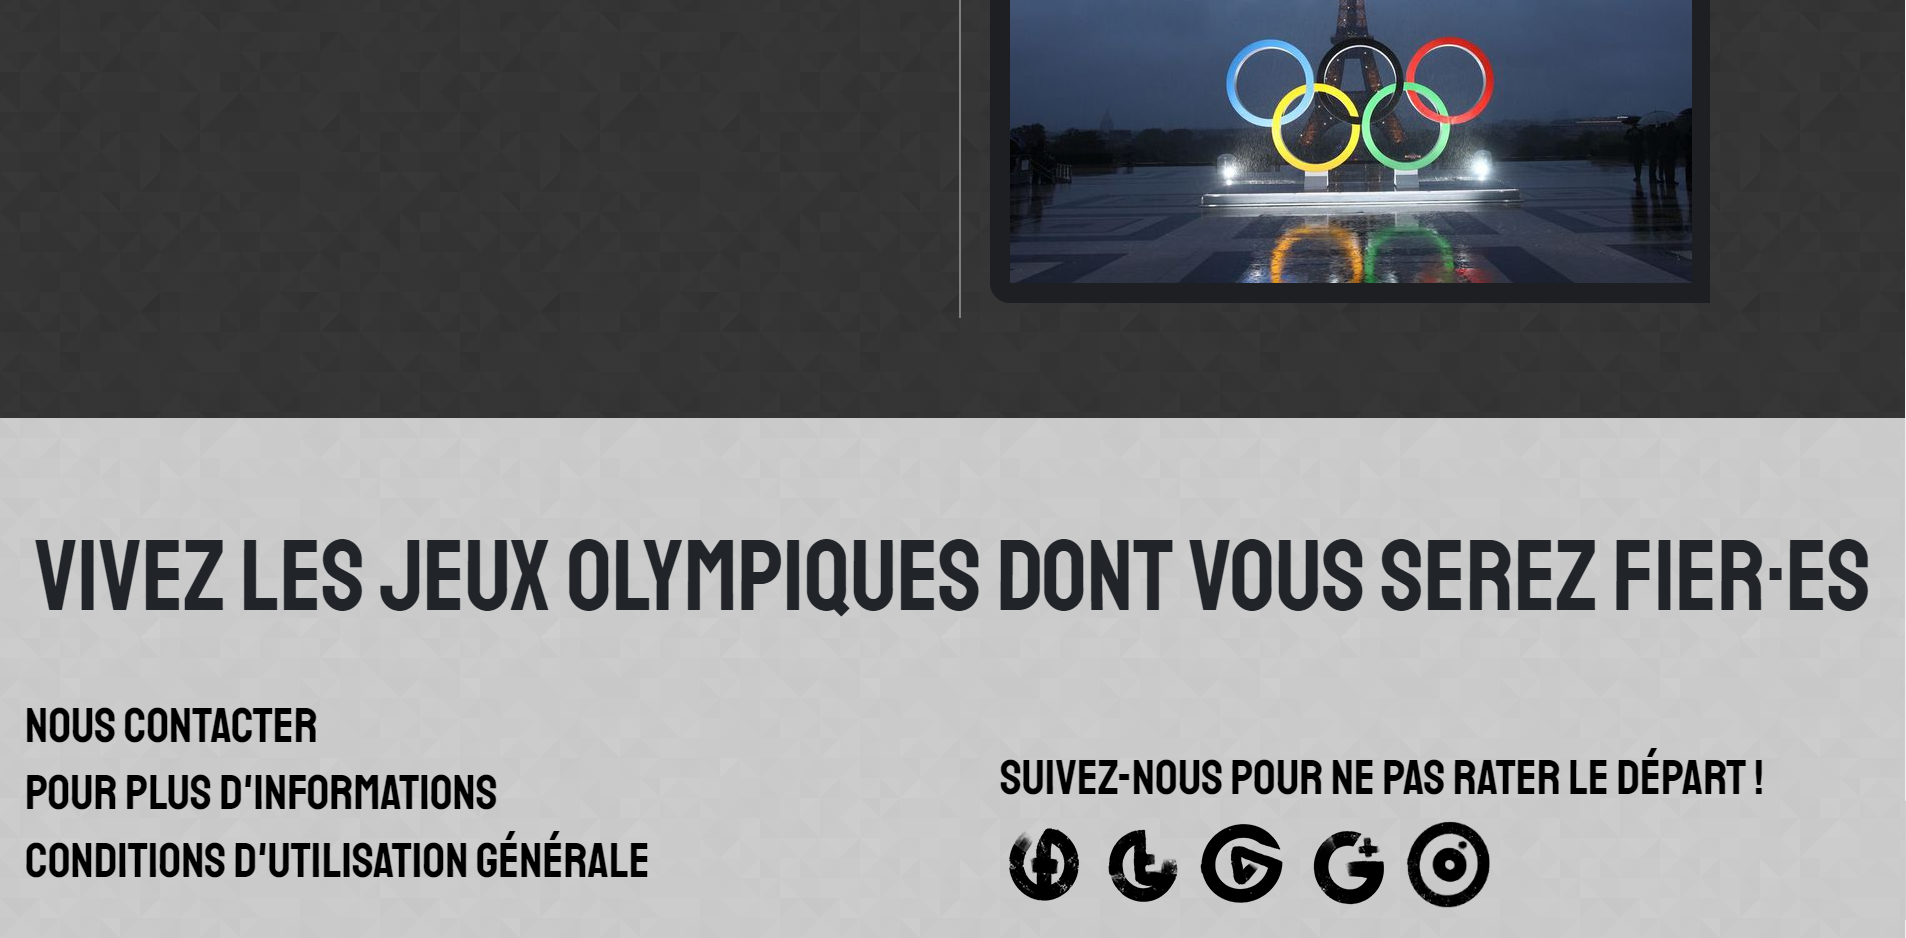 VIVEZ LES JEUX OLYMPIQUES DONT VOUS SEREZ FIER·ES
NOUS CONTACTER
POUR PLUS D'INFORMATIONS
CONDITIONS D'UTILISATION GÉNÉRALE
SUIVEZ-NOUS POUR NE PAS RATER LE DÉPART !